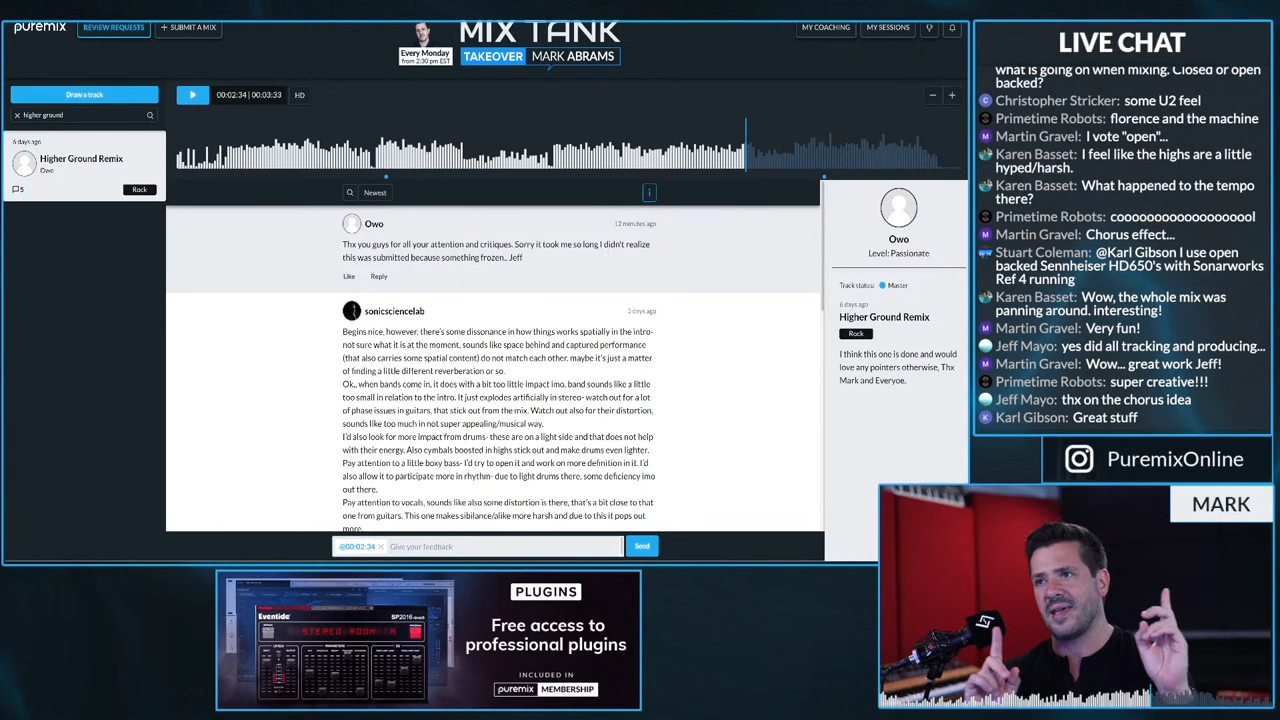 puremix
REVIEW REQUESTS
+ SUBMIT A MIX
Every Monday
from 2:30 pm EST
MIX TANK
TAKEOVER MARK ABRAMS
MY COACHING
MY SESSIONS
Draw a track
× higher ground
6 days ago
Higher Ground Remix
Owo
5
Rock
00:02:34 | 00:03:33
HD
Newest
i
Owo
12 minutes ago
Thx you guys for all your attention and critiques. Sorry it took me so long I didn't realize
this was submitted because something frozen.. Jeff
Like Reply
sonicsciencelab
3 days ago
Begins nice, however, there's some dissonance in how things works spatially in the intro-
not sure what it is at the moment, sounds like space behind and captured performance
(that also carries some spatial content) do not match each other. maybe it's just a matter
of finding a little different reverberation or so.
Ok,, when bands come in, it does with a bit too little impact imo. band sounds like a little
too small in relation to the intro. It just explodes artificially in stereo- watch out for a lot
of phase issues in guitars, that stick out from the mix. Watch out also for their distortion,
sounds like too much in not super appealing/musical way.
I'd also look for more impact from drums- these are on a light side and that does not help
with their energy. Also cymbals boosted in highs stick out and make drums even lighter.
Pay attention to a little boxy bass- I'd try to open it and work on more definition in it. I'd
also allow it to participate more in rhythm- due to light drums there, some deficiency imo
out there.
Pay attention to vocals, sounds like also some distortion is there, that's a bit close to that
one from guitars. This one makes sibilance/alike more harsh and due to this it pops out
more.
@00:02:34 ×
Give your feedback
Send
Owo
Level: Passionate
Track status: Master
6 days ago
Higher Ground Remix
Rock
I think this one is done and would
love any pointers otherwise, Thx
Mark and Everyoe.
LIVE CHAT
what is going on when mixing. Closed or open
backed?
C Christopher Stricker: some U2 feel
Primetime Robots: florence and the machine
M Martin Gravel: I vote "open"...
Karen Basset: I feel like the highs are a little
hyped/harsh.
Karen Basset: What happened to the tempo
there?
Primetime Robots: cooooooooooooooooool
M Martin Gravel: Chorus effect...
Stuart Coleman: @Karl Gibson I use open
backed Sennheiser HD650's with Sonarworks
Ref 4 running
Karen Basset: Wow, the whole mix was
panning around. interesting!
M Martin Gravel: Very fun!
Jeff Mayo: yes did all tracking and producing...
M Martin Gravel: Wow... great work Jeff!
Primetime Robots: super creative!!!
Jeff Mayo: thx on the chorus idea
K Karl Gibson: Great stuff
PuremixOnline
MARK
Eventide
SP2016 reverb
STEREO ROOM
PLUGINS
Free access to
professional plugins
INCLUDED IN
puremix MEMBERSHIP